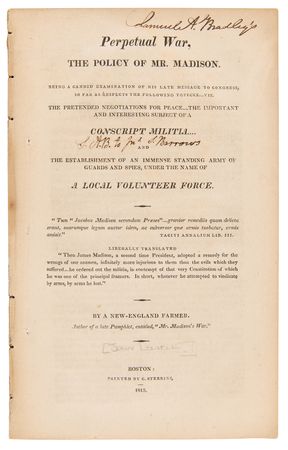 Samuel A. Bradley's
Perpetual War,
THE POLICY OF MR. MADISON.
BEING A CANDID EXAMINATION OF HIS LATE MESSAGE TO CONGRESS,
SO FAR AS RESPECTS THE FOLLOWING TOPICKS...VIZ.
THE PRETENDED NEGOTIATIONS FOR PEACE....THE IMPORTANT
AND INTERESTING SUBJECT OF A
CONSCRIPT MILITIA....
S. A. B. to Jno. S. Barrows
AND
THE ESTABLISHMENT OF AN IMMENSE STANDING ARMY OF
GUARDS AND SPIES, UNDER THE NAME OF
A LOCAL VOLUNTEER FORCE.
"Tum "Jacobus Madison secundum Preses"...gravior remediis quam delicta
erant, suarumque legum auctor idem, ac subversor quæ armis tuebatur, armis
amisit."
TACITI ANNALIUM LIB. III.
LIBERALLY TRANSLATED
"Then James Madison, a second time President, adopted a remedy for the
wrongs of our seamen, infinitely more injurious to them than the evils which they
suffered...he ordered out the militia, in contempt of that very Constitution of
which he was one of the principal framers. In short, whatever he attempted to vindicate
by arms, by arms he lost."
BY A NEW-ENGLAND FARMER.
Author of a late Pamphlet, entitled, "Mr. Madison's War."
BOSTON:
PRINTED BY C. STEBBINS,
1812.